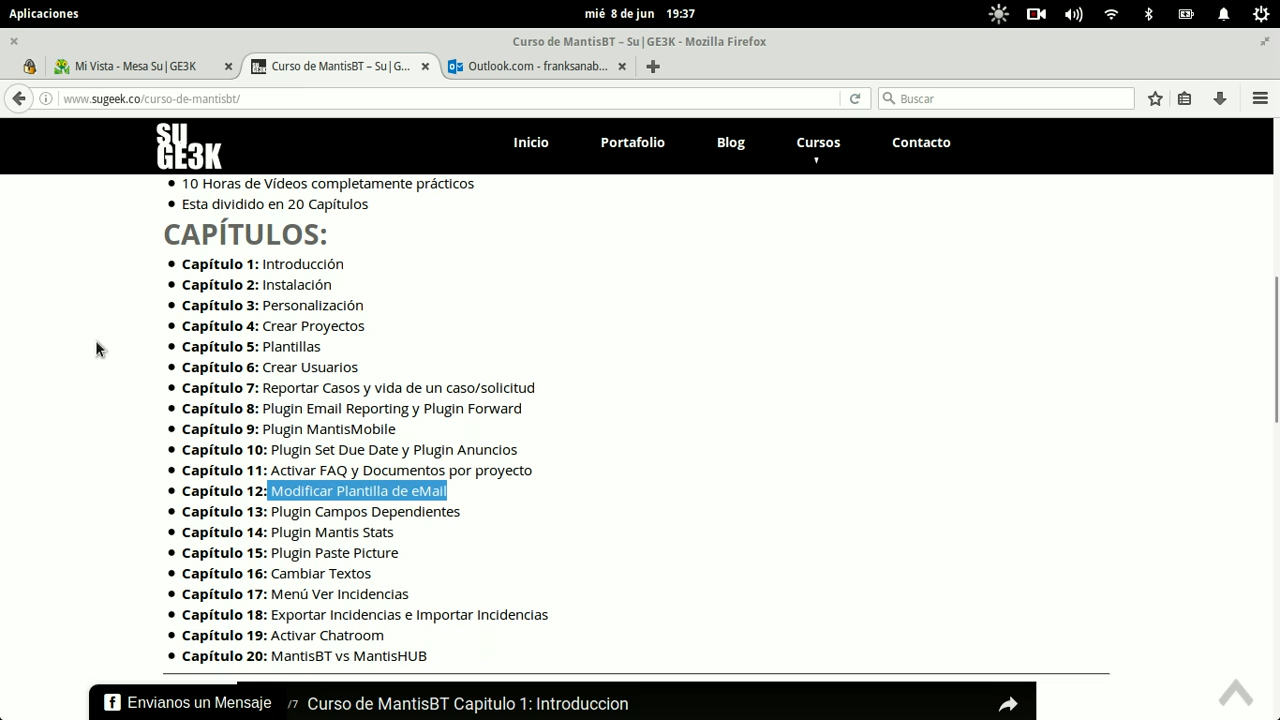 Aplicaciones mié 8 de jun 19:37
Curso de MantisBT – Su|GE3K - Mozilla Firefox
Mi Vista - Mesa Su|GE3K Curso de MantisBT – Su|G... Outlook.com - franksanab...
www.sugeek.co/curso-de-mantisbt/ Buscar
SU
GE3K
Inicio Portafolio Blog Cursos Contacto
10 Horas de Vídeos completamente prácticos
Esta dividido en 20 Capítulos
CAPÍTULOS:
Capítulo 1: Introducción
Capítulo 2: Instalación
Capítulo 3: Personalización
Capítulo 4: Crear Proyectos
Capítulo 5: Plantillas
Capítulo 6: Crear Usuarios
Capítulo 7: Reportar Casos y vida de un caso/solicitud
Capítulo 8: Plugin Email Reporting y Plugin Forward
Capítulo 9: Plugin MantisMobile
Capítulo 10: Plugin Set Due Date y Plugin Anuncios
Capítulo 11: Activar FAQ y Documentos por proyecto
Capítulo 12: Modificar Plantilla de eMail
Capítulo 13: Plugin Campos Dependientes
Capítulo 14: Plugin Mantis Stats
Capítulo 15: Plugin Paste Picture
Capítulo 16: Cambiar Textos
Capítulo 17: Menú Ver Incidencias
Capítulo 18: Exportar Incidencias e Importar Incidencias
Capítulo 19: Activar Chatroom
Capítulo 20: MantisBT vs MantisHUB
Envianos un Mensaje /7 Curso de MantisBT Capitulo 1: Introduccion